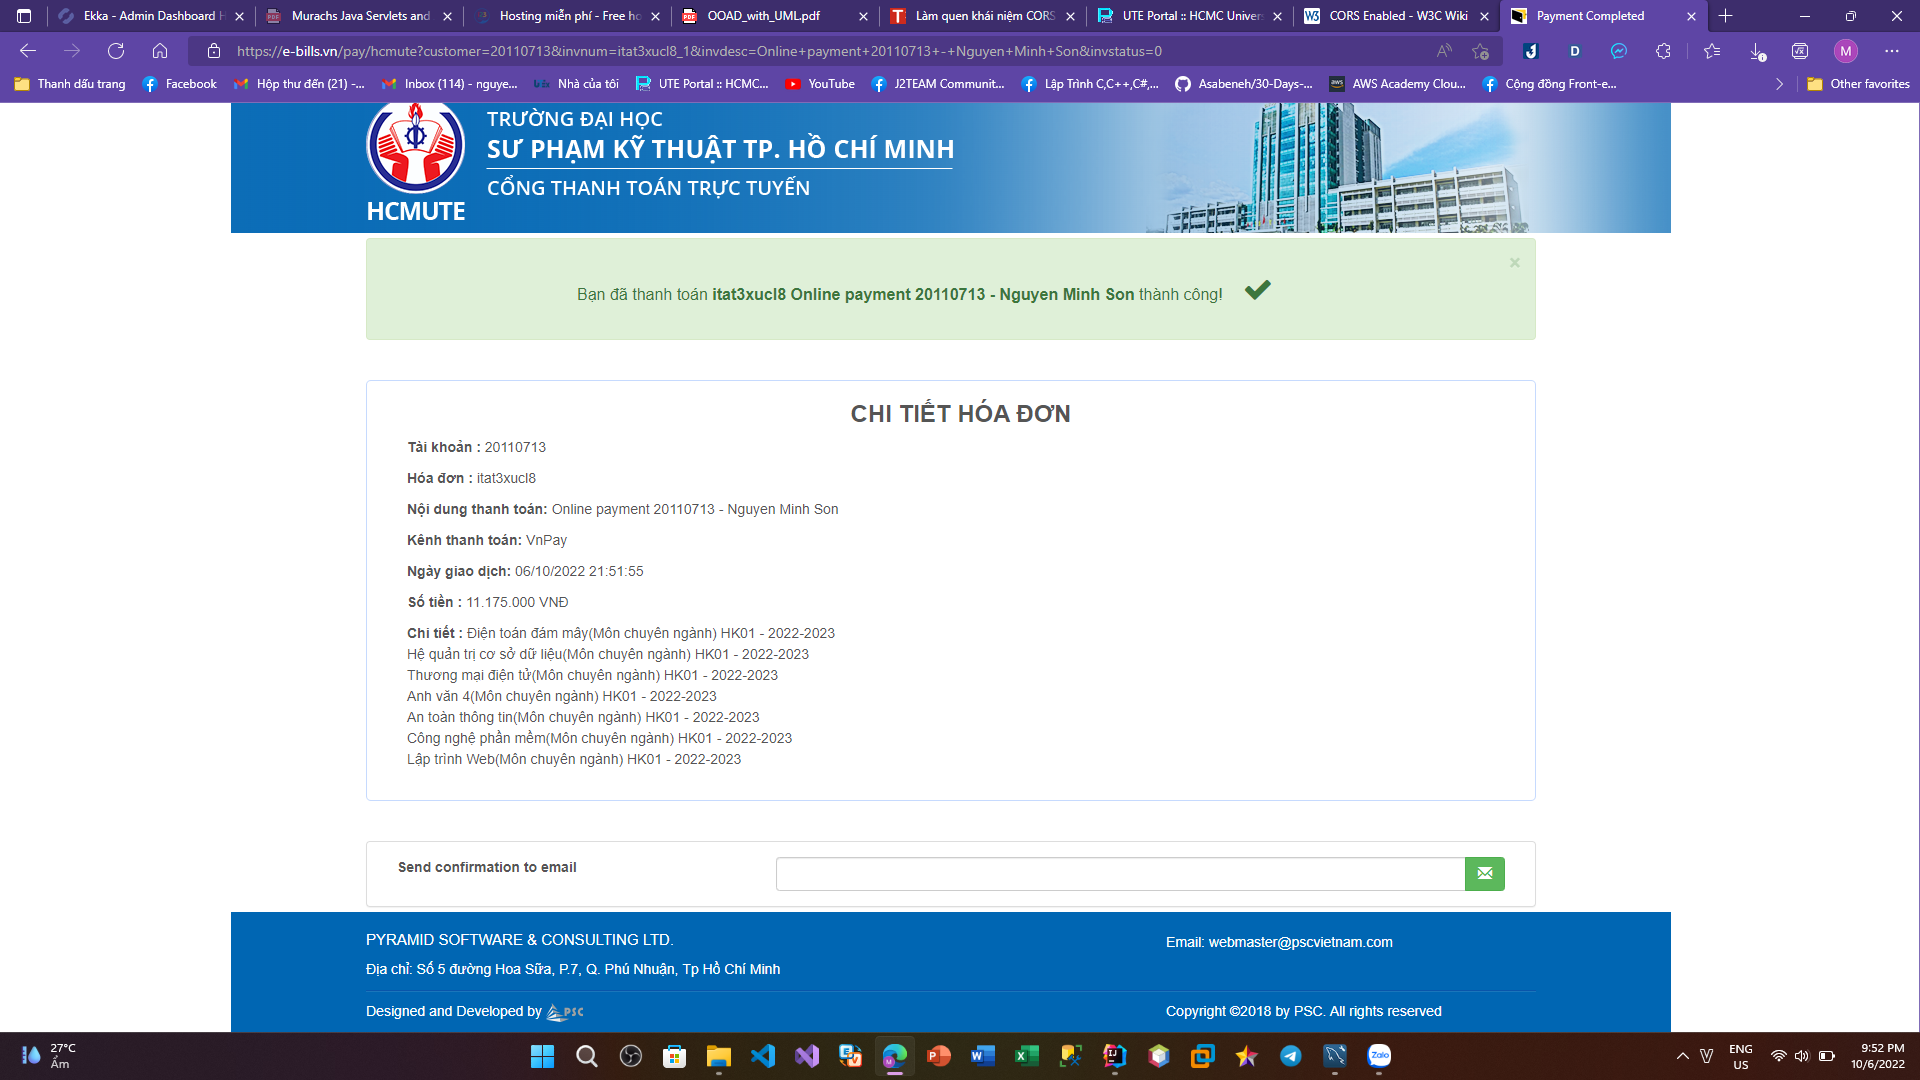 Ekka - Admin Dashboard H
Murachs Java Servlets and
Hosting miễn phí - Free ho
OOAD_with_UML.pdf
Làm quen khái niệm CORS
UTE Portal :: HCMC Univers
CORS Enabled - W3C Wiki
Payment Completed
https://e-bills.vn/pay/hcmute?customer=20110713&invnum=itat3xucl8_1&invdesc=Online+payment+20110713+-+Nguyen+Minh+Son&invstatus=0
Thanh dấu trang
Facebook
Hộp thư đến (21) -...
Inbox (114) - nguye...
Nhà của tôi
UTE Portal :: HCMC...
YouTube
J2TEAM Communit...
Lập Trình C,C++,C#,...
Asabeneh/30-Days-...
AWS Academy Clou...
Cộng đồng Front-e...
Other favorites
TRƯỜNG ĐẠI HỌC
SƯ PHẠM KỸ THUẬT TP. HỒ CHÍ MINH
CỔNG THANH TOÁN TRỰC TUYẾN
HCMUTE
Bạn đã thanh toán itat3xucl8 Online payment 20110713 - Nguyen Minh Son thành công!
CHI TIẾT HÓA ĐƠN
Tài khoản : 20110713
Hóa đơn : itat3xucl8
Nội dung thanh toán: Online payment 20110713 - Nguyen Minh Son
Kênh thanh toán: VnPay
Ngày giao dịch: 06/10/2022 21:51:55
Số tiền : 11.175.000 VNĐ
Chi tiết : Điện toán đám mây(Môn chuyên ngành) HK01 - 2022-2023
Hệ quản trị cơ sở dữ liệu(Môn chuyên ngành) HK01 - 2022-2023
Thương mại điện tử(Môn chuyên ngành) HK01 - 2022-2023
Anh văn 4(Môn chuyên ngành) HK01 - 2022-2023
An toàn thông tin(Môn chuyên ngành) HK01 - 2022-2023
Công nghệ phần mềm(Môn chuyên ngành) HK01 - 2022-2023
Lập trình Web(Môn chuyên ngành) HK01 - 2022-2023
Send confirmation to email
PYRAMID SOFTWARE & CONSULTING LTD.
Email: webmaster@pscvietnam.com
Địa chỉ: Số 5 đường Hoa Sữa, P.7, Q. Phú Nhuận, Tp Hồ Chí Minh
Designed and Developed by PSC
Copyright ©2018 by PSC. All rights reserved
27°C
Ẩm
Zalo
ENG
US
9:52 PM
10/6/2022